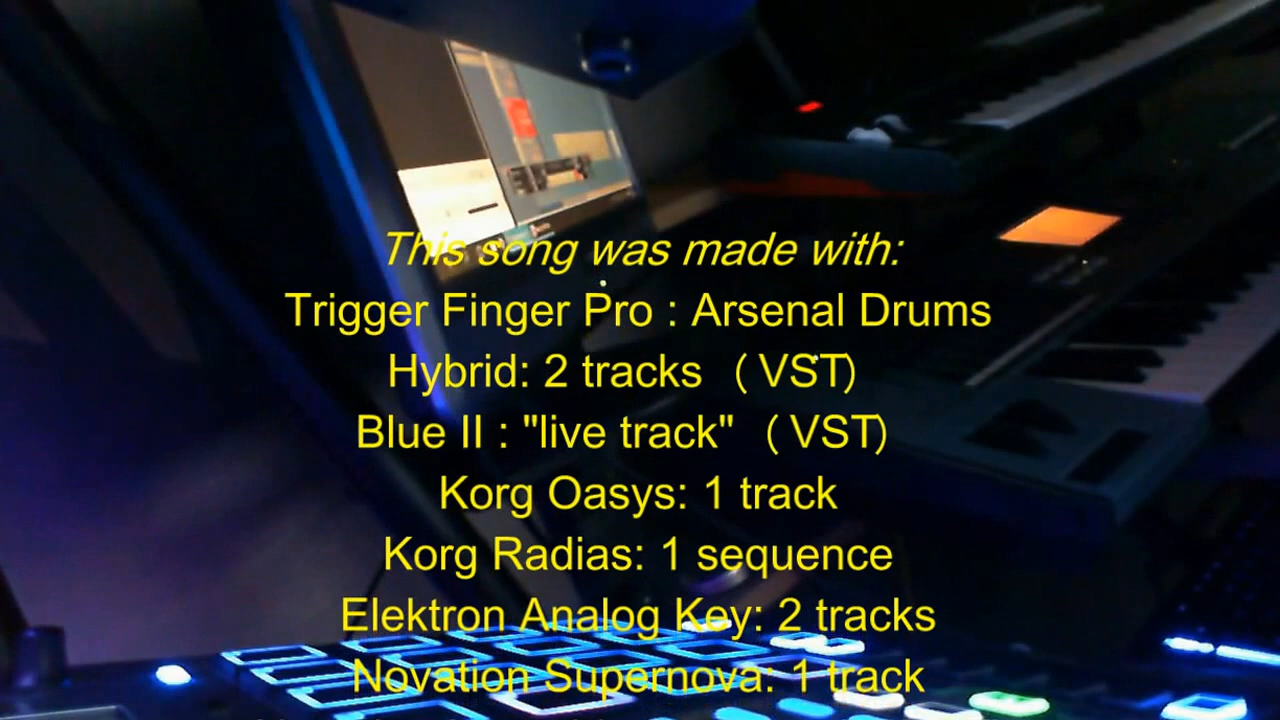 This song was made with:
Trigger Finger Pro : Arsenal Drums
Hybrid: 2 tracks ( VST)
Blue II : "live track" ( VST)
Korg Oasys: 1 track
Korg Radias: 1 sequence
Elektron Analog Key: 2 tracks
Novation Supernova: 1 track